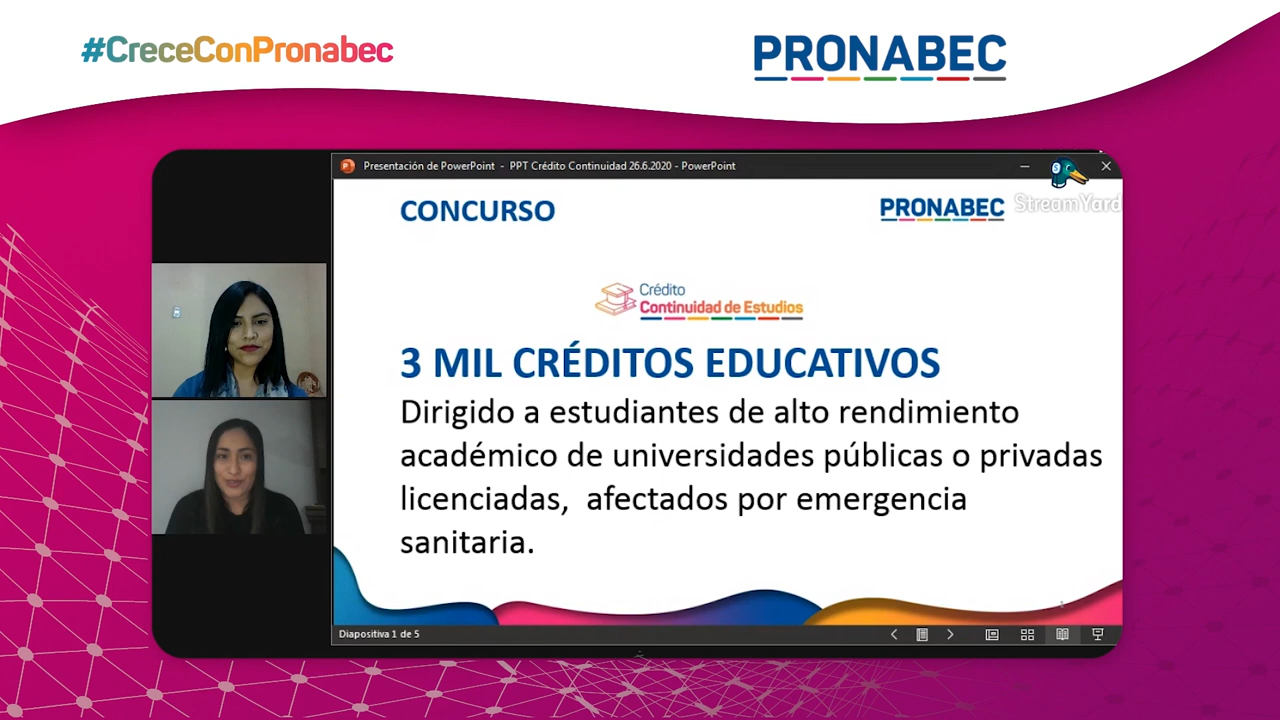 #CreceConPronabec
PRONABEC
Presentación de PowerPoint - PPT Crédito Continuidad 26.6.2020 - PowerPoint
StreamYard
CONCURSO
PRONABEC
Crédito
Continuidad de Estudios
3 MIL CRÉDITOS EDUCATIVOS
Dirigido a estudiantes de alto rendimiento
académico de universidades públicas o privadas
licenciadas, afectados por emergencia
sanitaria.
Diapositiva 1 de 5